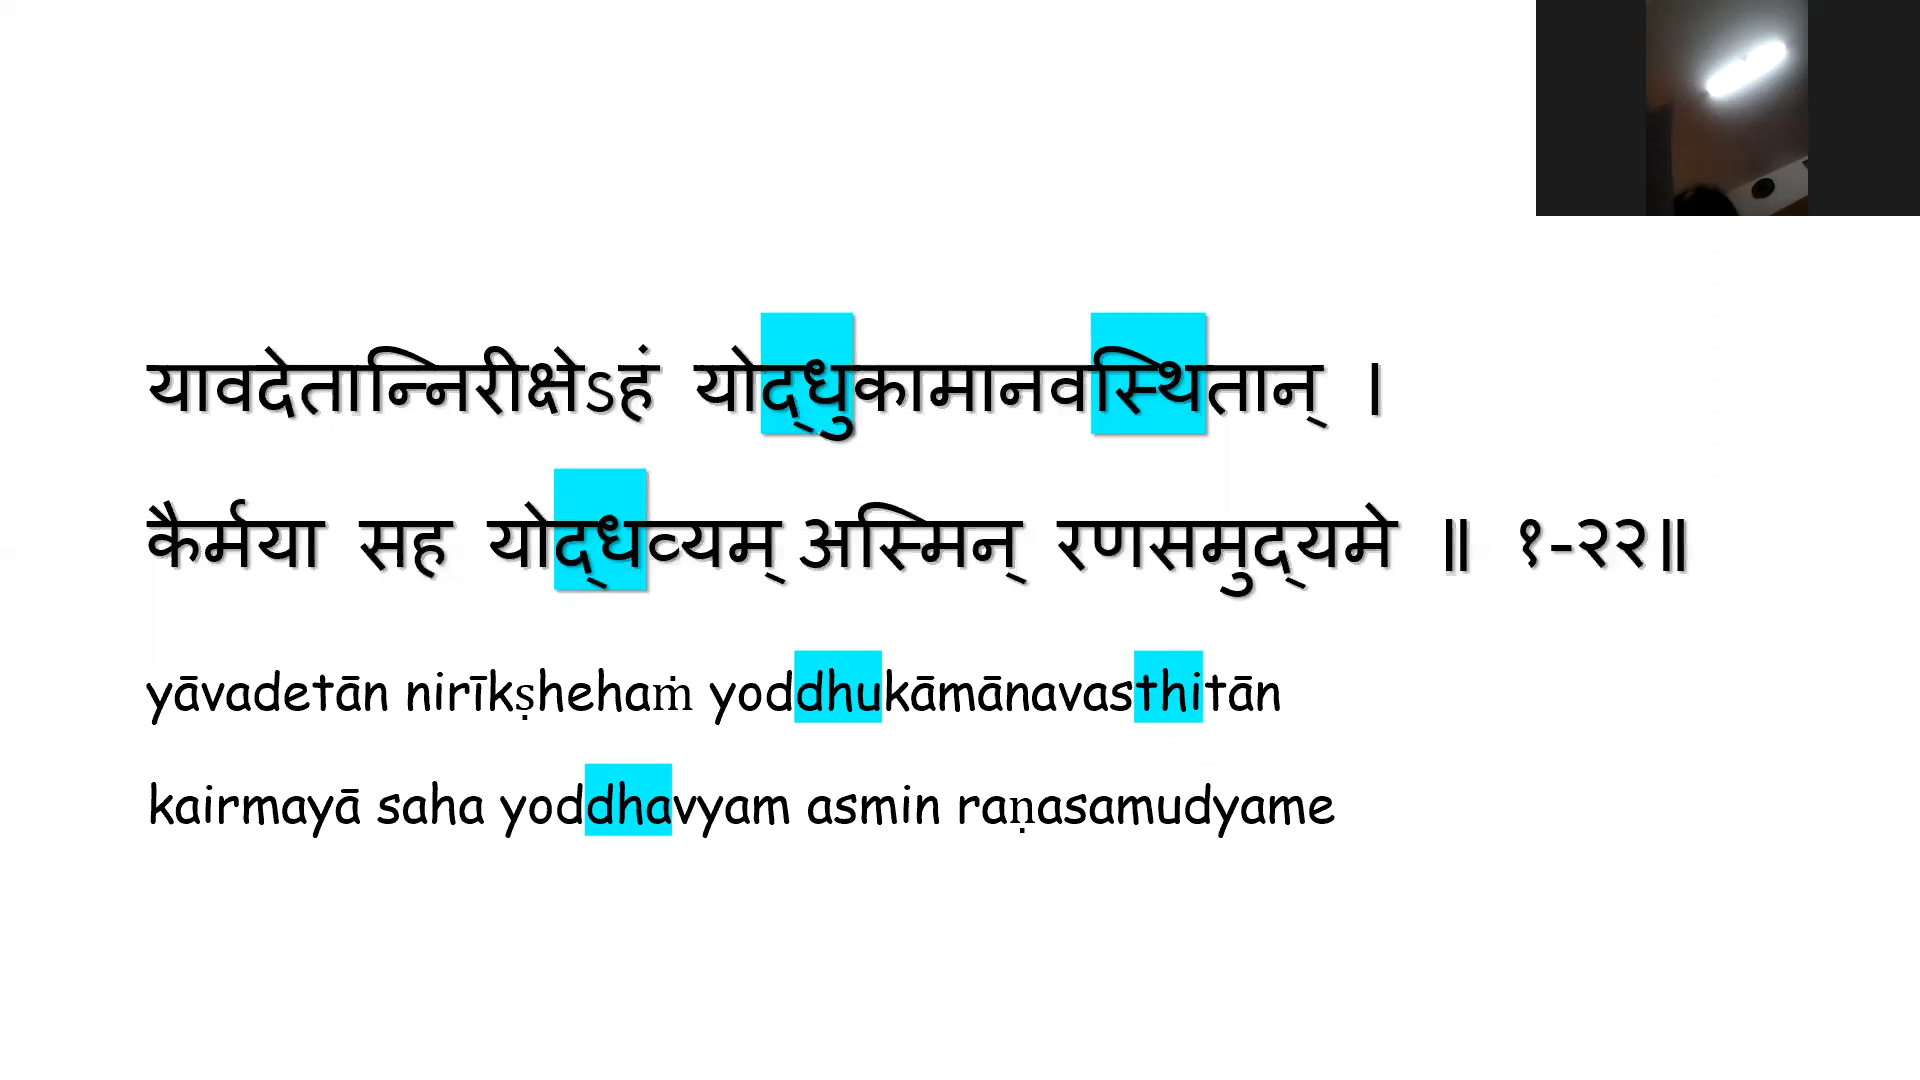 यावदेतान्निरीक्षेऽहं योद्‌धुकामानवस्थितान् ।
कैर्मया सह योद्‌धव्यम् अस्मिन् रणसमुद्‌यमे ॥ १-२२॥
yāvadetān nirīkṣhehaṁ yoddhukāmānavasthitān
kairmayā saha yoddhavyam asmin raṇasamudyame